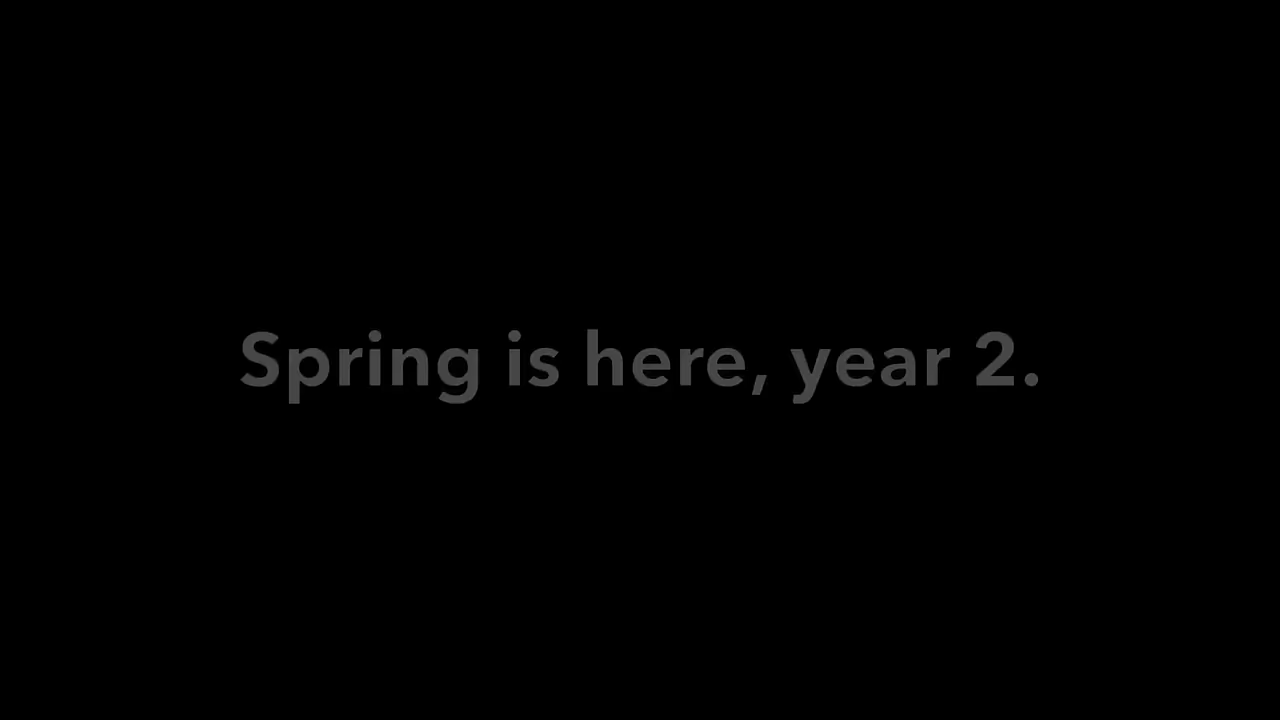 Spring is here, year 2.